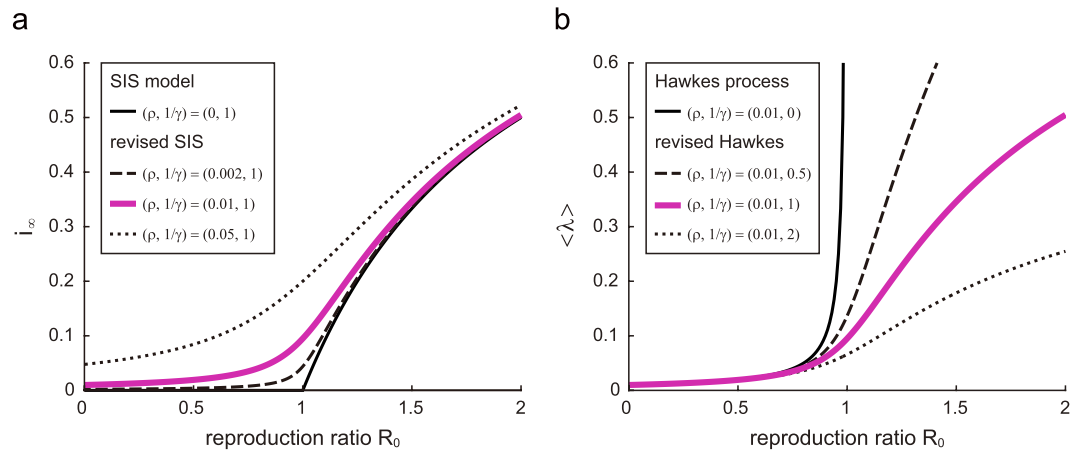 a
0.6
0.5
0.4
0.3
0.2
0.1
0
i∞
SIS model
(ρ, 1/γ) = (0, 1)
revised SIS
(ρ, 1/γ) = (0.002, 1)
(ρ, 1/γ) = (0.01, 1)
(ρ, 1/γ) = (0.05, 1)
0 0.5 1 1.5 2
reproduction ratio R₀
b
0.6
0.5
0.4
0.3
0.2
0.1
0
<λ>
Hawkes process
(ρ, 1/γ) = (0.01, 0)
revised Hawkes
(ρ, 1/γ) = (0.01, 0.5)
(ρ, 1/γ) = (0.01, 1)
(ρ, 1/γ) = (0.01, 2)
0 0.5 1 1.5 2
reproduction ratio R₀